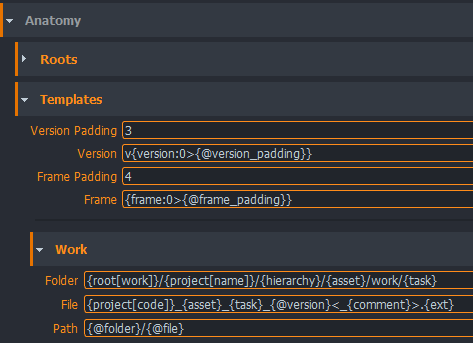 Anatomy
Roots
Templates
Version Padding 3
Version v{version:0>{@version_padding}}
Frame Padding 4
Frame {frame:0>{@frame_padding}}
Work
Folder {root[work]}/{project[name]}/{hierarchy}/{asset}/work/{task}
File {project[code]}_{asset}_{task}_{@version}<_{comment}>.{ext}
Path {@folder}/{@file}